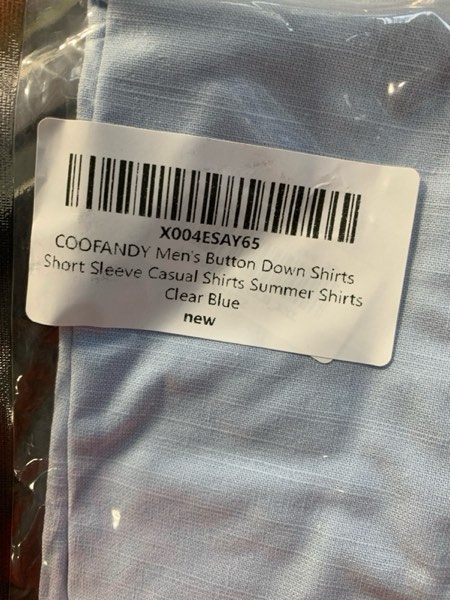 X004ESAY65
COOFANDY Men's Button Down Shirts
Short Sleeve Casual Shirts Summer Shirts
Clear Blue
new